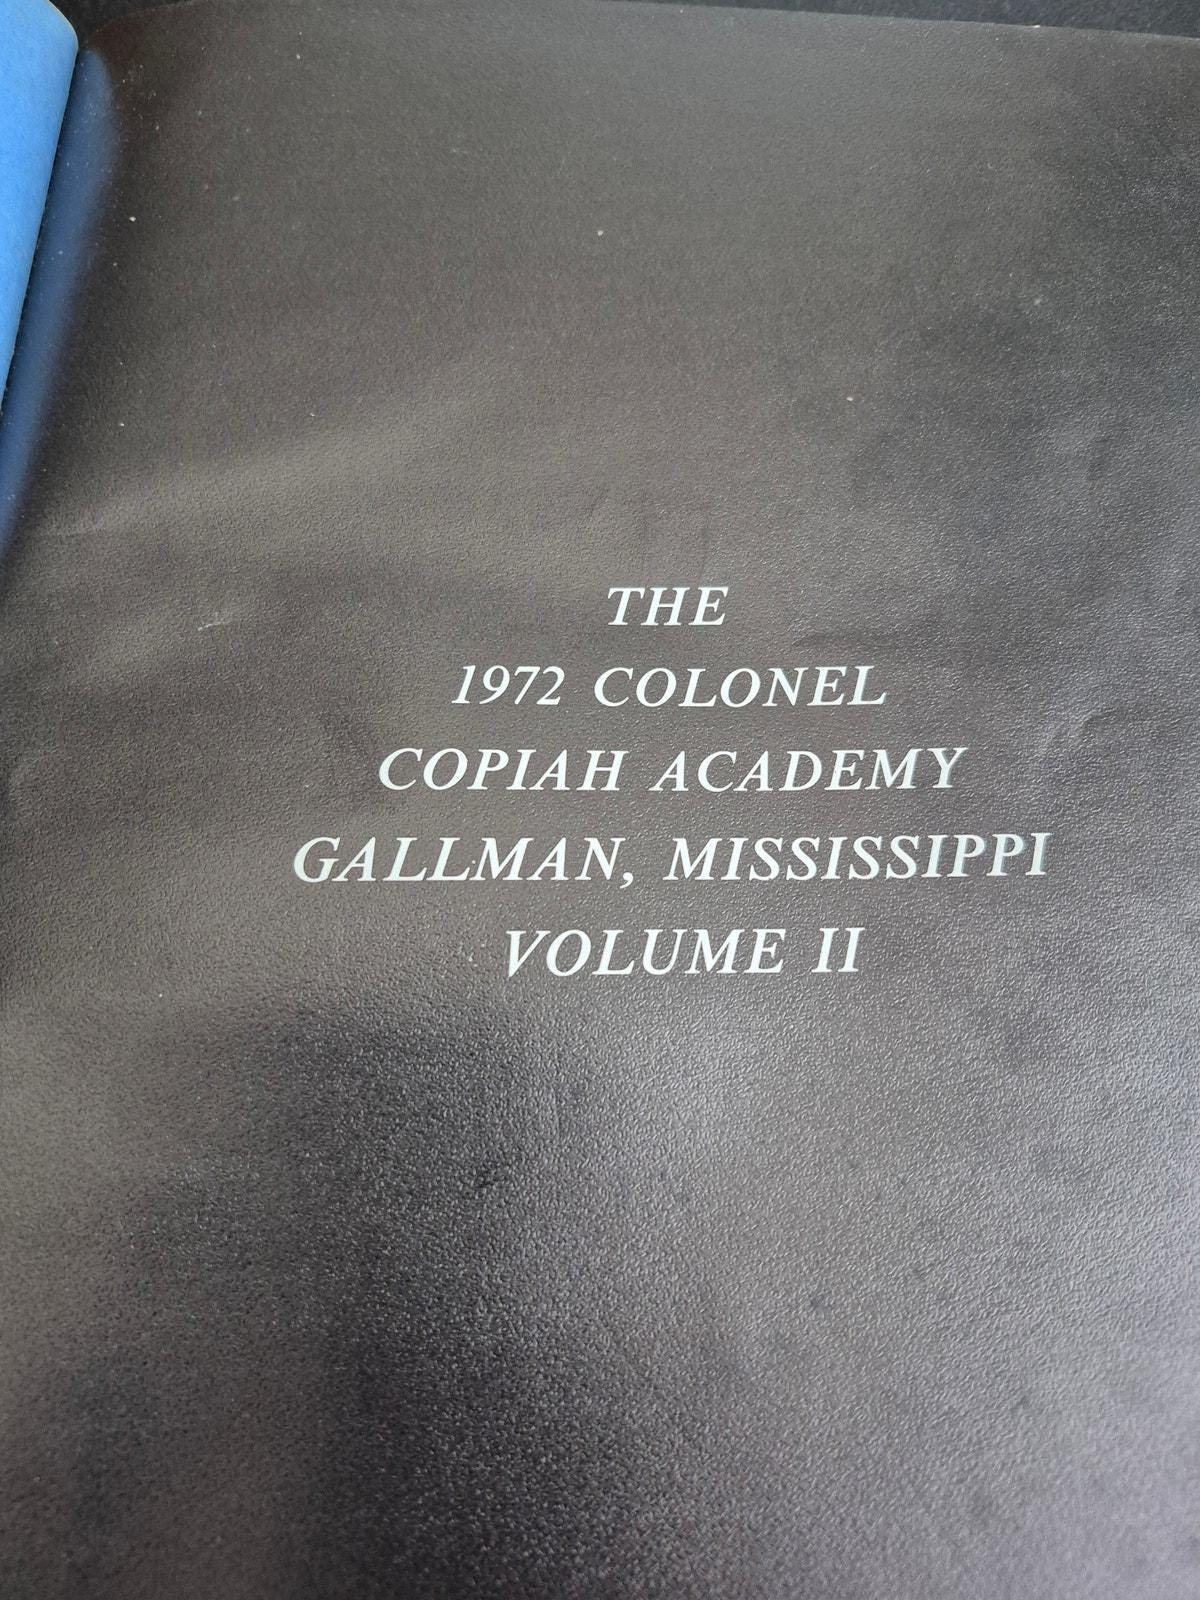 THE
1972 COLONEL
COPIAH ACADEMY
GALLMAN, MISSISSIPPI
VOLUME II